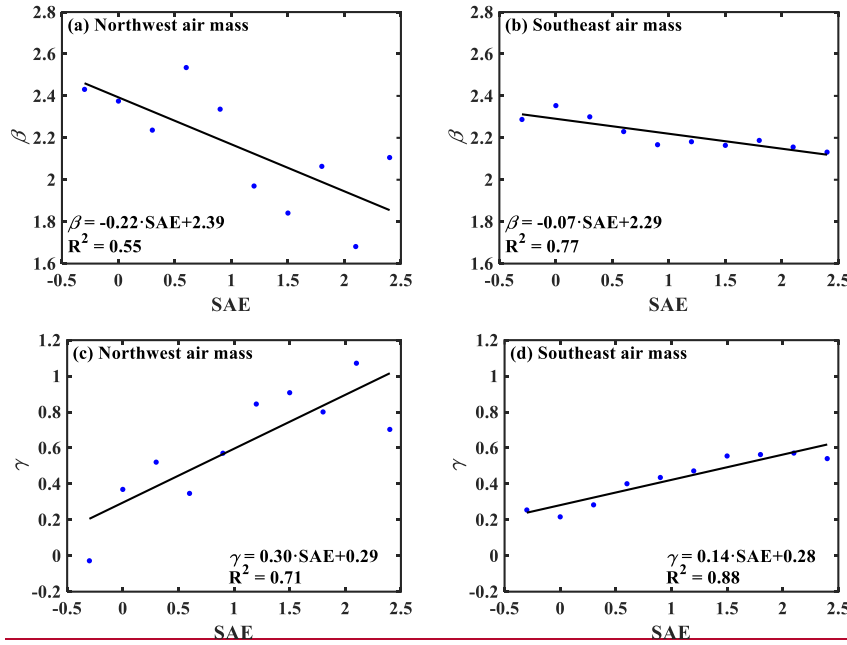 (a) Northwest air mass
2.8
2.6
2.4
2.2
2
1.8
1.6
β
β = -0.22·SAE+2.39
R² = 0.55
-0.5 0 0.5 1 1.5 2 2.5
SAE
(b) Southeast air mass
2.8
2.6
2.4
2.2
2
1.8
1.6
β
β = -0.07·SAE+2.29
R² = 0.77
-0.5 0 0.5 1 1.5 2 2.5
SAE
(c) Northwest air mass
1.2
1
0.8
0.6
0.4
0.2
0
-0.2
γ
γ = 0.30·SAE+0.29
R² = 0.71
-0.5 0 0.5 1 1.5 2 2.5
SAE
(d) Southeast air mass
1.2
1
0.8
0.6
0.4
0.2
0
-0.2
γ
γ = 0.14·SAE+0.28
R² = 0.88
-0.5 0 0.5 1 1.5 2 2.5
SAE